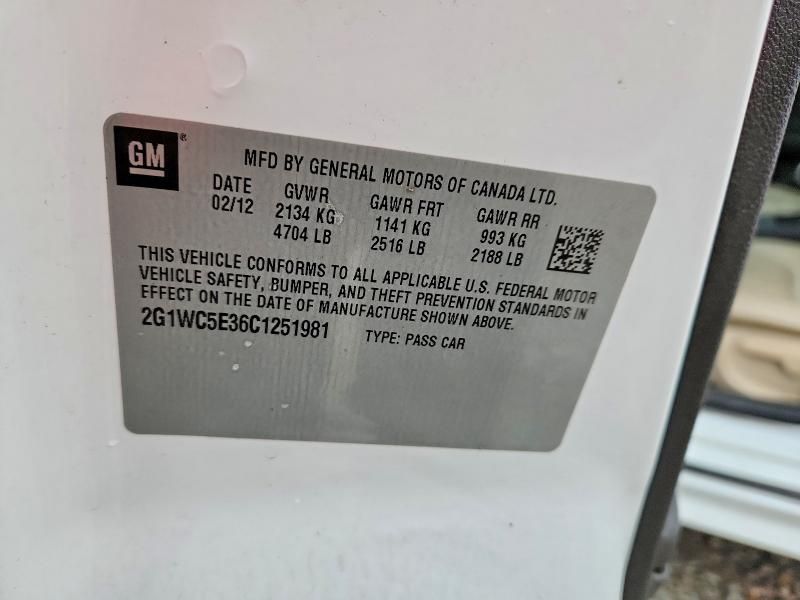 GM ®
MFD BY GENERAL MOTORS OF CANADA LTD.
DATE GVWR GAWR FRT GAWR RR
02/12 2134 KG 1141 KG 993 KG
4704 LB 2516 LB 2188 LB
THIS VEHICLE CONFORMS TO ALL APPLICABLE U.S. FEDERAL MOTOR
VEHICLE SAFETY, BUMPER, AND THEFT PREVENTION STANDARDS IN
EFFECT ON THE DATE OF MANUFACTURE SHOWN ABOVE.
2G1WC5E36C1251981 TYPE: PASS CAR